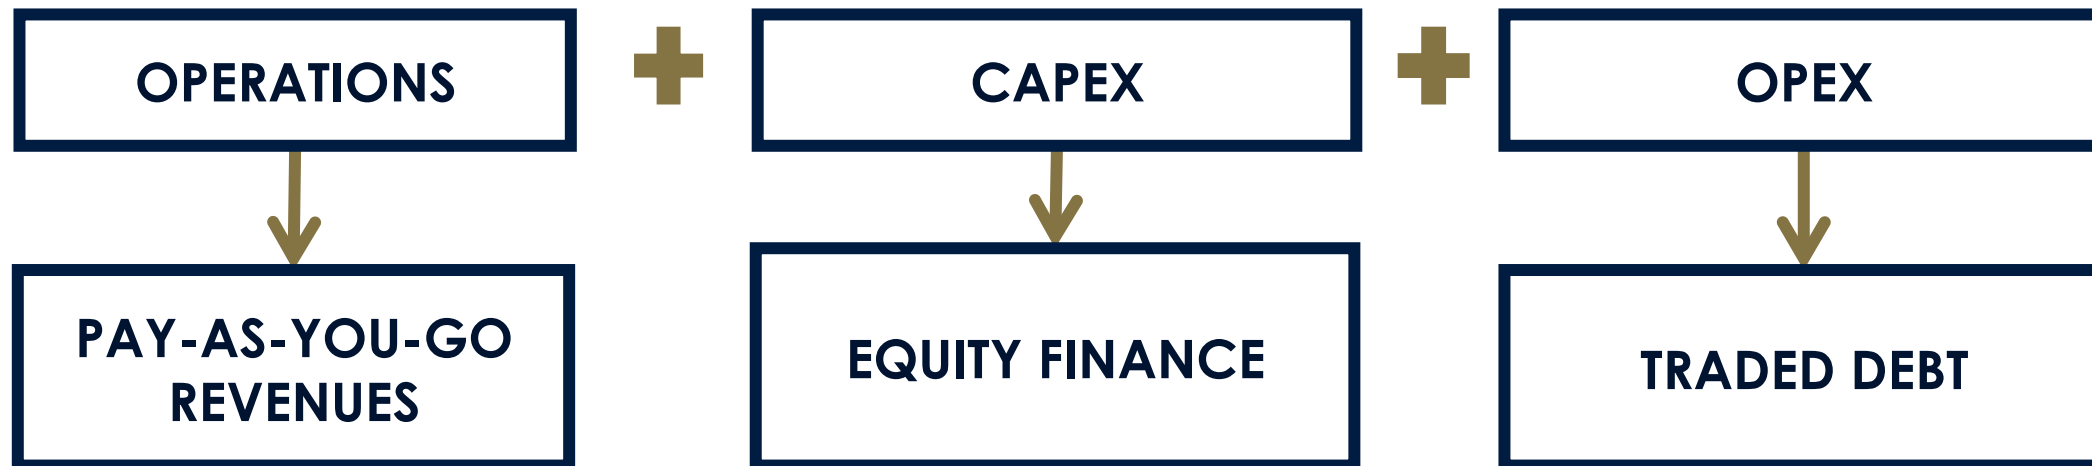 OPERATIONS
CAPEX
OPEX
PAY-AS-YOU-GO
REVENUES
EQUITY FINANCE
TRADED DEBT